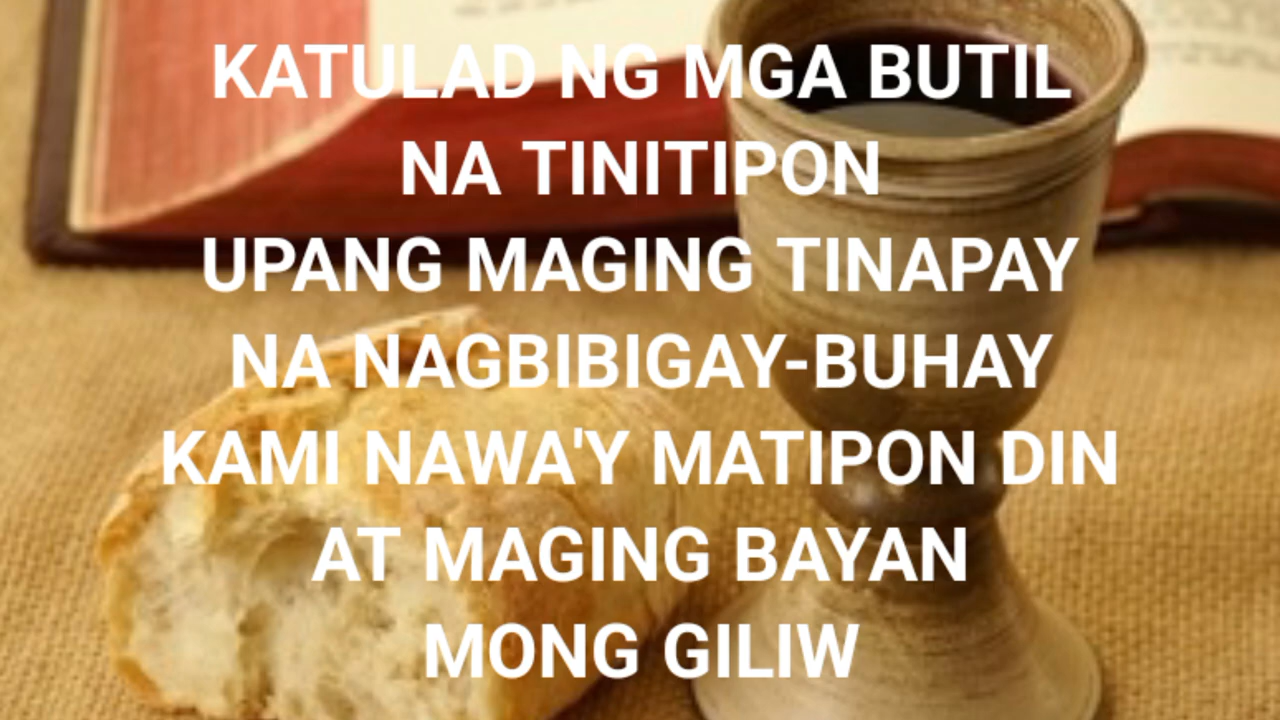 KATULAD NG MGA BUTIL
NA TINITIPON
UPANG MAGING TINAPAY
NA NAGBIBIGAY-BUHAY
KAMI NAWA'Y MATIPON DIN
AT MAGING BAYAN
MONG GILIW